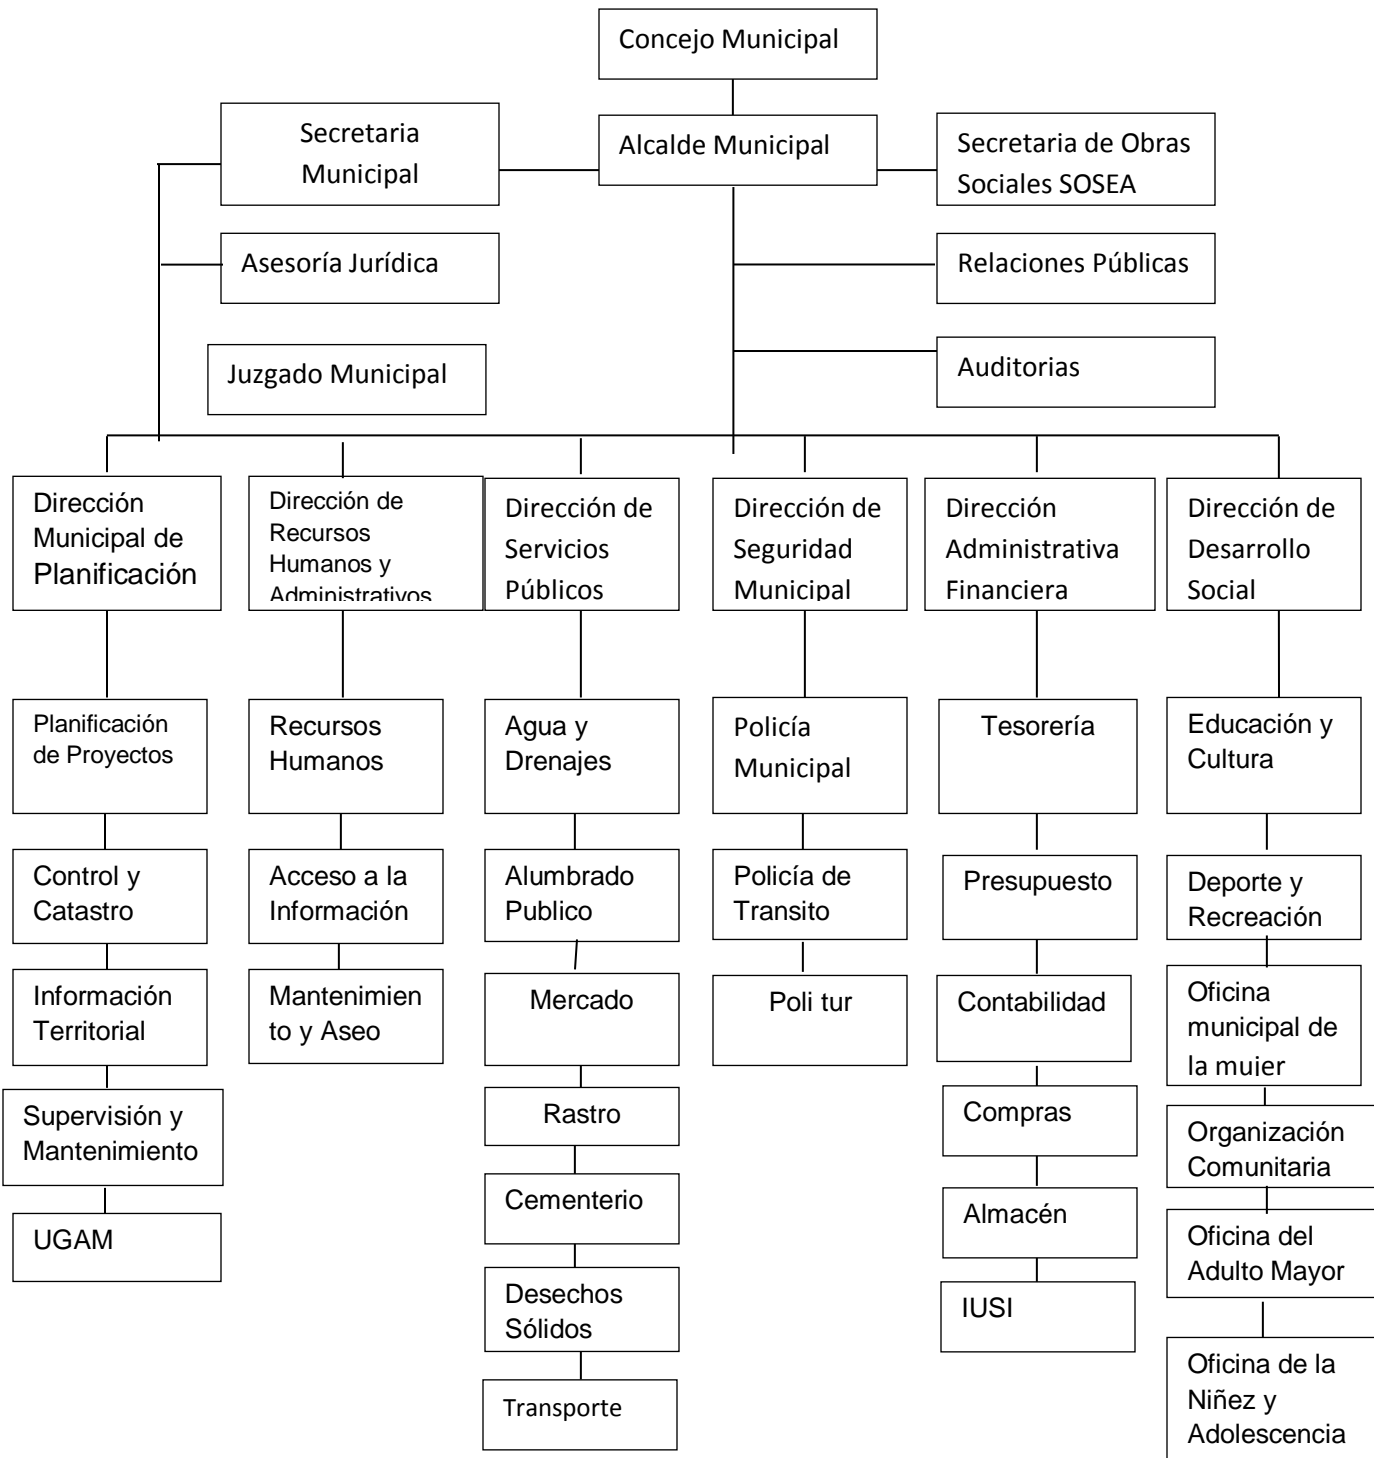 Concejo Municipal
Secretaria
Municipal
Alcalde Municipal
Secretaria de Obras
Sociales SOSEA
Asesoría Jurídica
Relaciones Públicas
Juzgado Municipal
Auditorias
Dirección
Municipal de
Planificación
Dirección de
Recursos
Humanos y
Administrativos
Dirección de
Servicios
Públicos
Dirección de
Seguridad
Municipal
Dirección
Administrativa
Financiera
Dirección de
Desarrollo
Social
Planificación
de Proyectos
Recursos
Humanos
Agua y
Drenajes
Policía
Municipal
Tesorería
Educación y
Cultura
Control y
Catastro
Acceso a la
Información
Alumbrado
Publico
Policía de
Transito
Presupuesto
Deporte y
Recreación
Información
Territorial
Mantenimien
to y Aseo
Mercado
Poli tur
Contabilidad
Oficina
municipal de
la mujer
Supervisión y
Mantenimiento
Rastro
Compras
Organización
Comunitaria
UGAM
Cementerio
Almacén
Oficina del
Adulto Mayor
Desechos
Sólidos
IUSI
Transporte
Oficina de la
Niñez y
Adolescencia